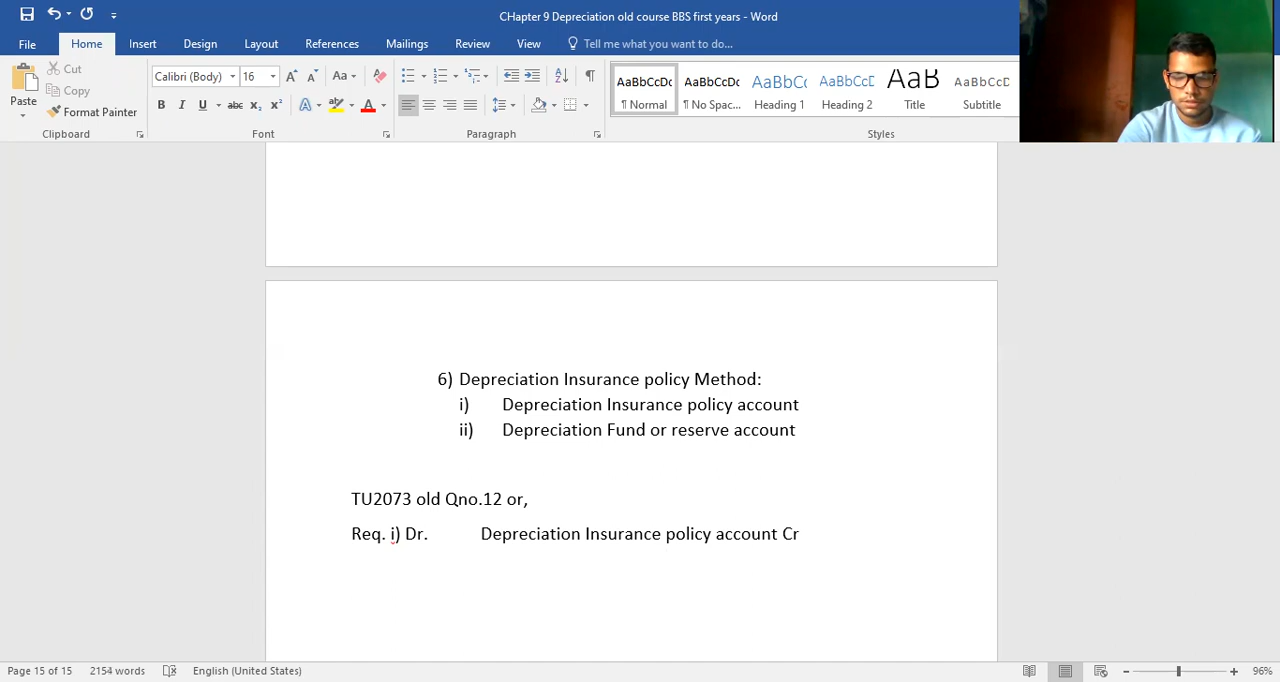 CHapter 9 Depreciation old course BBS first years - Word
File Home Insert Design Layout References Mailings Review View Tell me what you want to do...
Paste
Cut
Copy
Format Painter
Clipboard
Calibri (Body) 16
Font
Paragraph
AaBbCcDc AaBbCcDc AaBbCc AaBbCcC AaB AaBbCcD
¶ Normal ¶ No Spac... Heading 1 Heading 2 Title Subtitle
Styles
6) Depreciation Insurance policy Method:
i) Depreciation Insurance policy account
ii) Depreciation Fund or reserve account
TU2073 old Qno.12 or,
Req. i) Dr. Depreciation Insurance policy account Cr
Page 15 of 15 2154 words English (United States) 96%